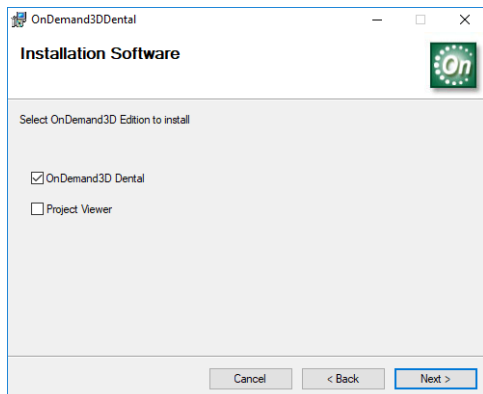 OnDemand3DDental
Installation Software
On
Select OnDemand3D Edition to install
OnDemand3D Dental
Project Viewer
Cancel
< Back
Next >